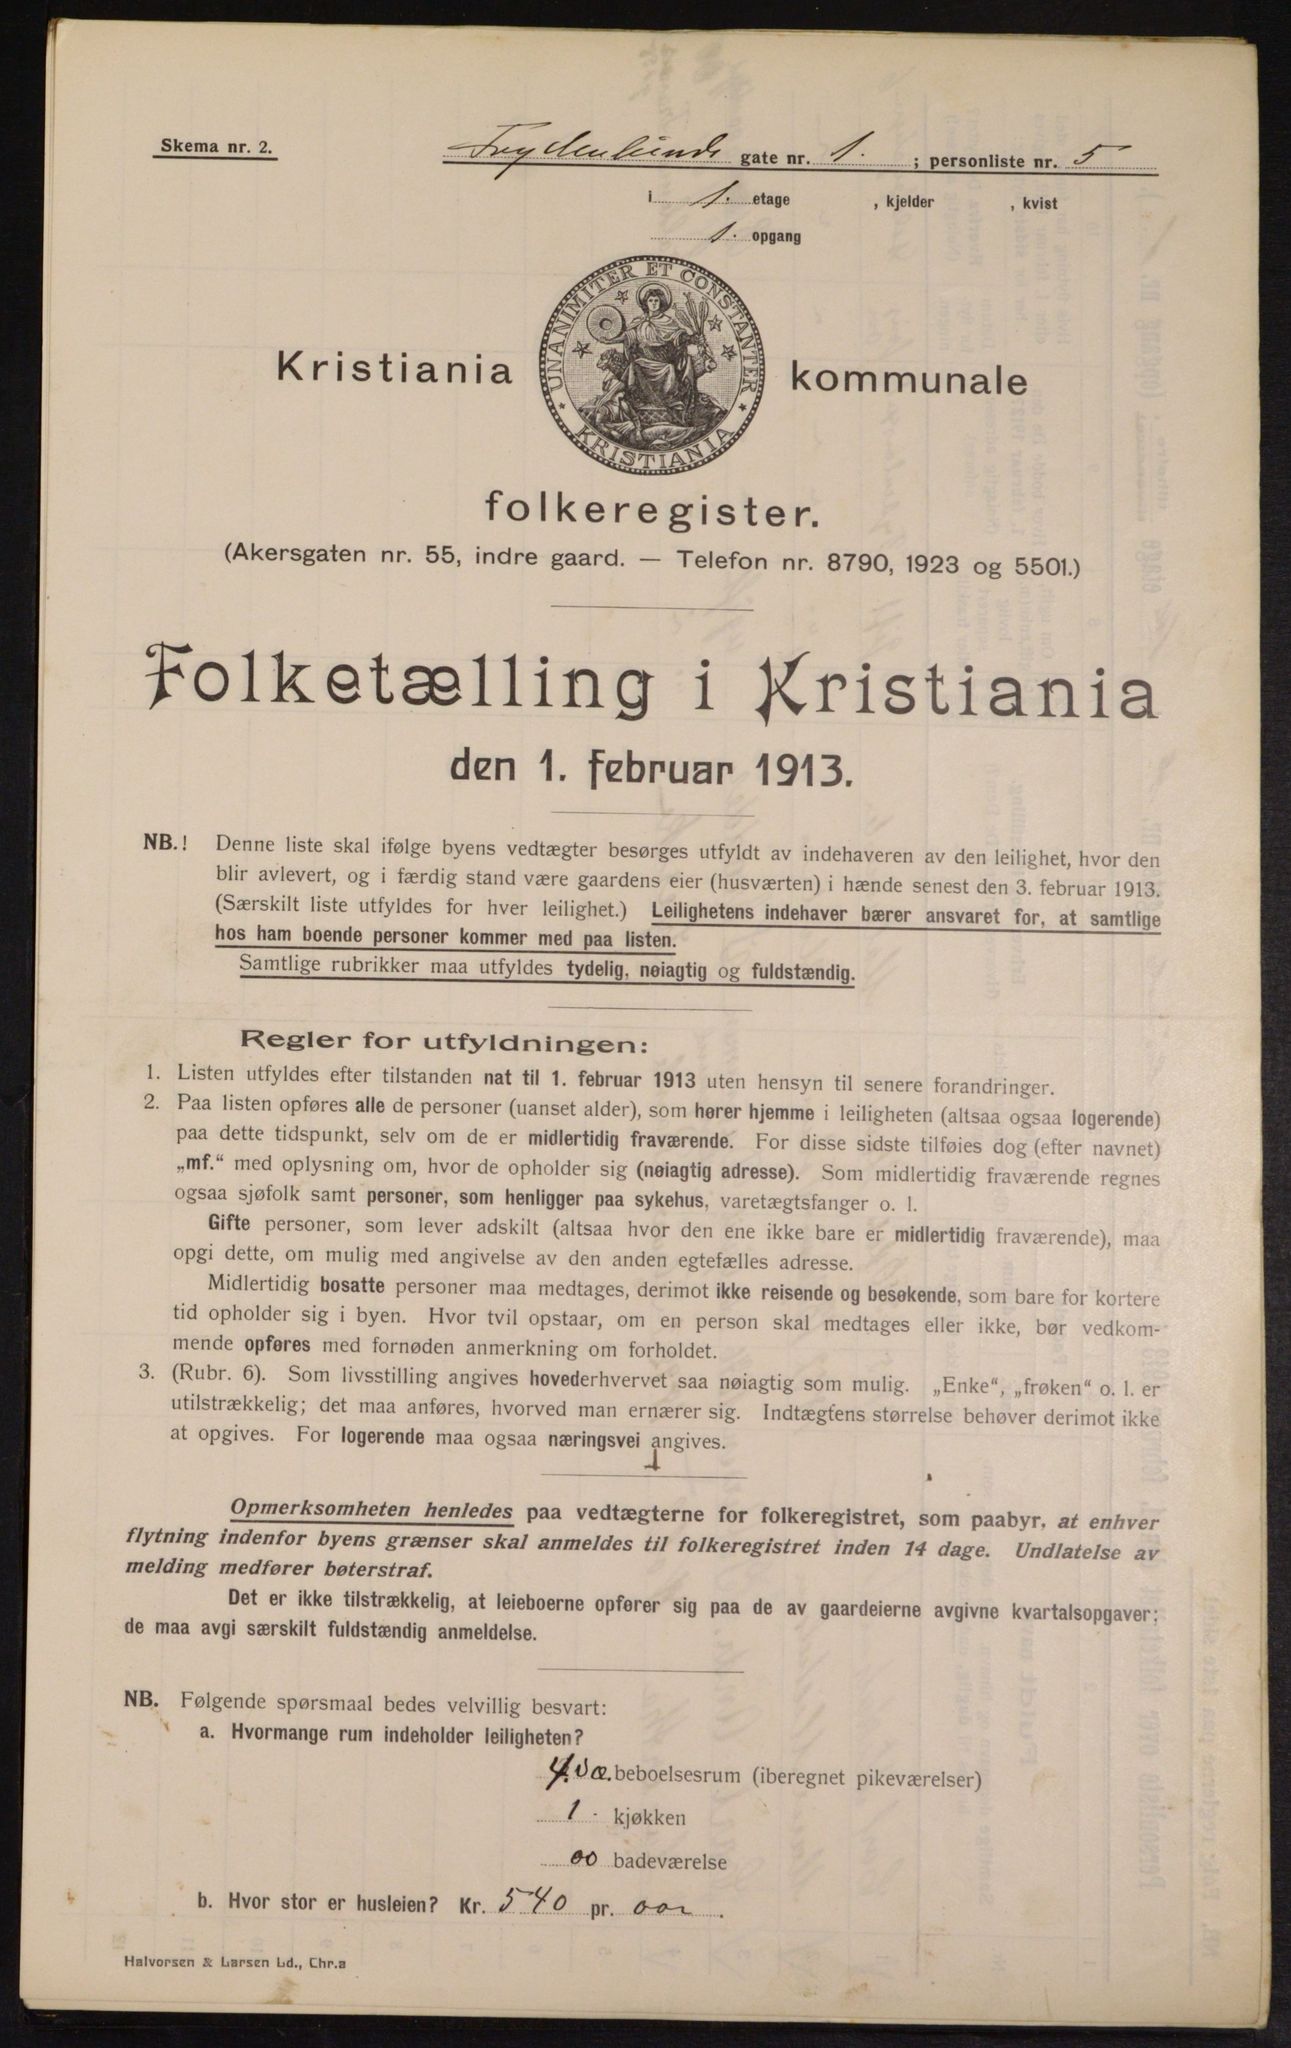 Skema nr. 2.
Frydenlunds gate nr. 1. ; personliste nr. 5
i 1. etage , kjelder , kvist
1. opgang
UNANIMITER ET CONSTANTER
KRISTIANIA
Kristiania kommunale
folkeregister.
(Akersgaten nr. 55, indre gaard. — Telefon nr. 8790, 1923 og 5501.)
Folketælling i Kristiania
den 1. februar 1913.
NB.! Denne liste skal ifølge byens vedtægter besørges utfyldt av indehaveren av den leilighet, hvor den
blir avlevert, og i færdig stand være gaardens eier (husværten) i hænde senest den 3. februar 1913.
(Særskilt liste utfyldes for hver leilighet.) Leilighetens indehaver bærer ansvaret for, at samtlige
hos ham boende personer kommer med paa listen.
Samtlige rubrikker maa utfyldes tydelig, nøiagtig og fuldstændig.
Regler for utfyldningen:
1. Listen utfyldes efter tilstanden nat til 1. februar 1913 uten hensyn til senere forandringer.
2. Paa listen opføres alle de personer (uanset alder), som hører hjemme i leiligheten (altsaa ogsaa logerende)
paa dette tidspunkt, selv om de er midlertidig fraværende. For disse sidste tilføies dog (efter navnet)
„mf.“ med oplysning om, hvor de opholder sig (nøiagtig adresse). Som midlertidig fraværende regnes
ogsaa sjøfolk samt personer, som henligger paa sykehus, varetægtsfanger o. l.
Gifte personer, som lever adskilt (altsaa hvor den ene ikke bare er midlertidig fraværende), maa
opgi dette, om mulig med angivelse av den anden egtefælles adresse.
Midlertidig bosatte personer maa medtages, derimot ikke reisende og besøkende, som bare for kortere
tid opholder sig i byen. Hvor tvil opstaar, om en person skal medtages eller ikke, bør vedkom-
mende opføres med fornøden anmerkning om forholdet.
3. (Rubr. 6). Som livsstilling angives hovederhvervet saa nøiagtig som mulig. „Enke“, „frøken“ o. l. er
utilstrækkelig; det maa anføres, hvorved man ernærer sig. Indtægtens størrelse behøver derimot ikke
at opgives. For logerende maa ogsaa næringsvei angives.
Opmerksomheten henledes paa vedtægterne for folkeregistret, som paabyr, at enhver
flytning indenfor byens grænser skal anmeldes til folkeregistret inden 14 dage. Undlatelse av
melding medfører bøterstraf.
Det er ikke tilstrækkelig, at leieboerne opfører sig paa de av gaardeierne avgivne kvartalsopgaver;
de maa avgi særskilt fuldstændig anmeldelse.
NB. Følgende spørsmaal bedes velvillig besvart:
a. Hvormange rum indeholder leiligheten?
4 væ. beboelsesrum (iberegnet pikeværelser)
1 kjøkken
00 badeværelse
b. Hvor stor er husleien? Kr. 540 pr. aar.
Halvorsen & Larsen Ld., Chr.a